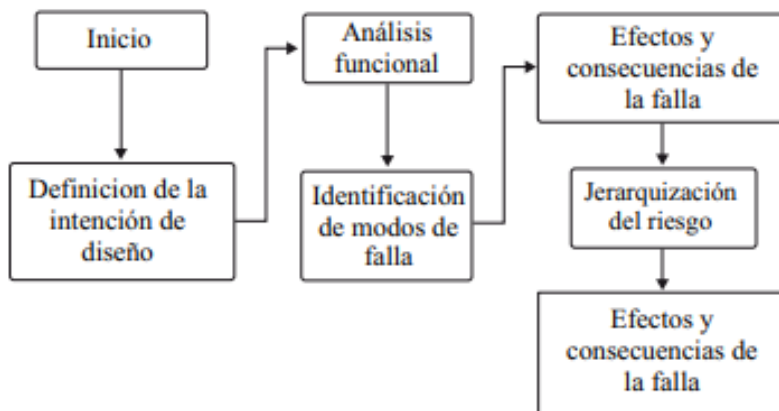 Inicio
Definicion de la
intención de
diseño
Análisis
funcional
Identificación
de modos de
falla
Efectos y
consecuencias de
la falla
Jerarquización
del riesgo
Efectos y
consecuencias de
la falla